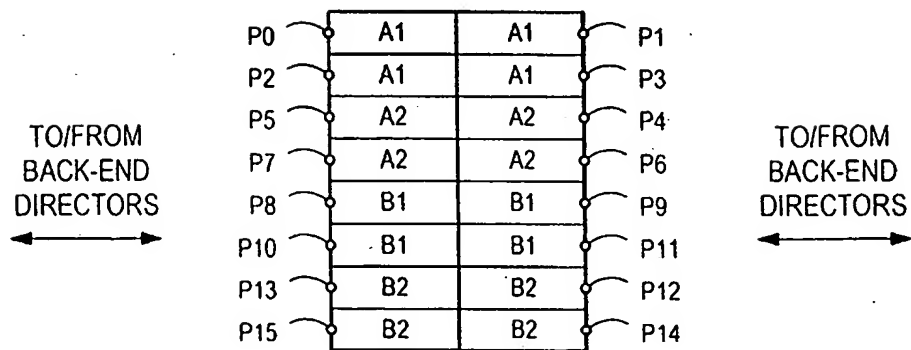 P0 A1 A1 P1
P2 A1 A1 P3
P5 A2 A2 P4
P7 A2 A2 P6
P8 B1 B1 P9
P10 B1 B1 P11
P13 B2 B2 P12
P15 B2 B2 P14
TO/FROM
BACK-END
DIRECTORS
TO/FROM
BACK-END
DIRECTORS